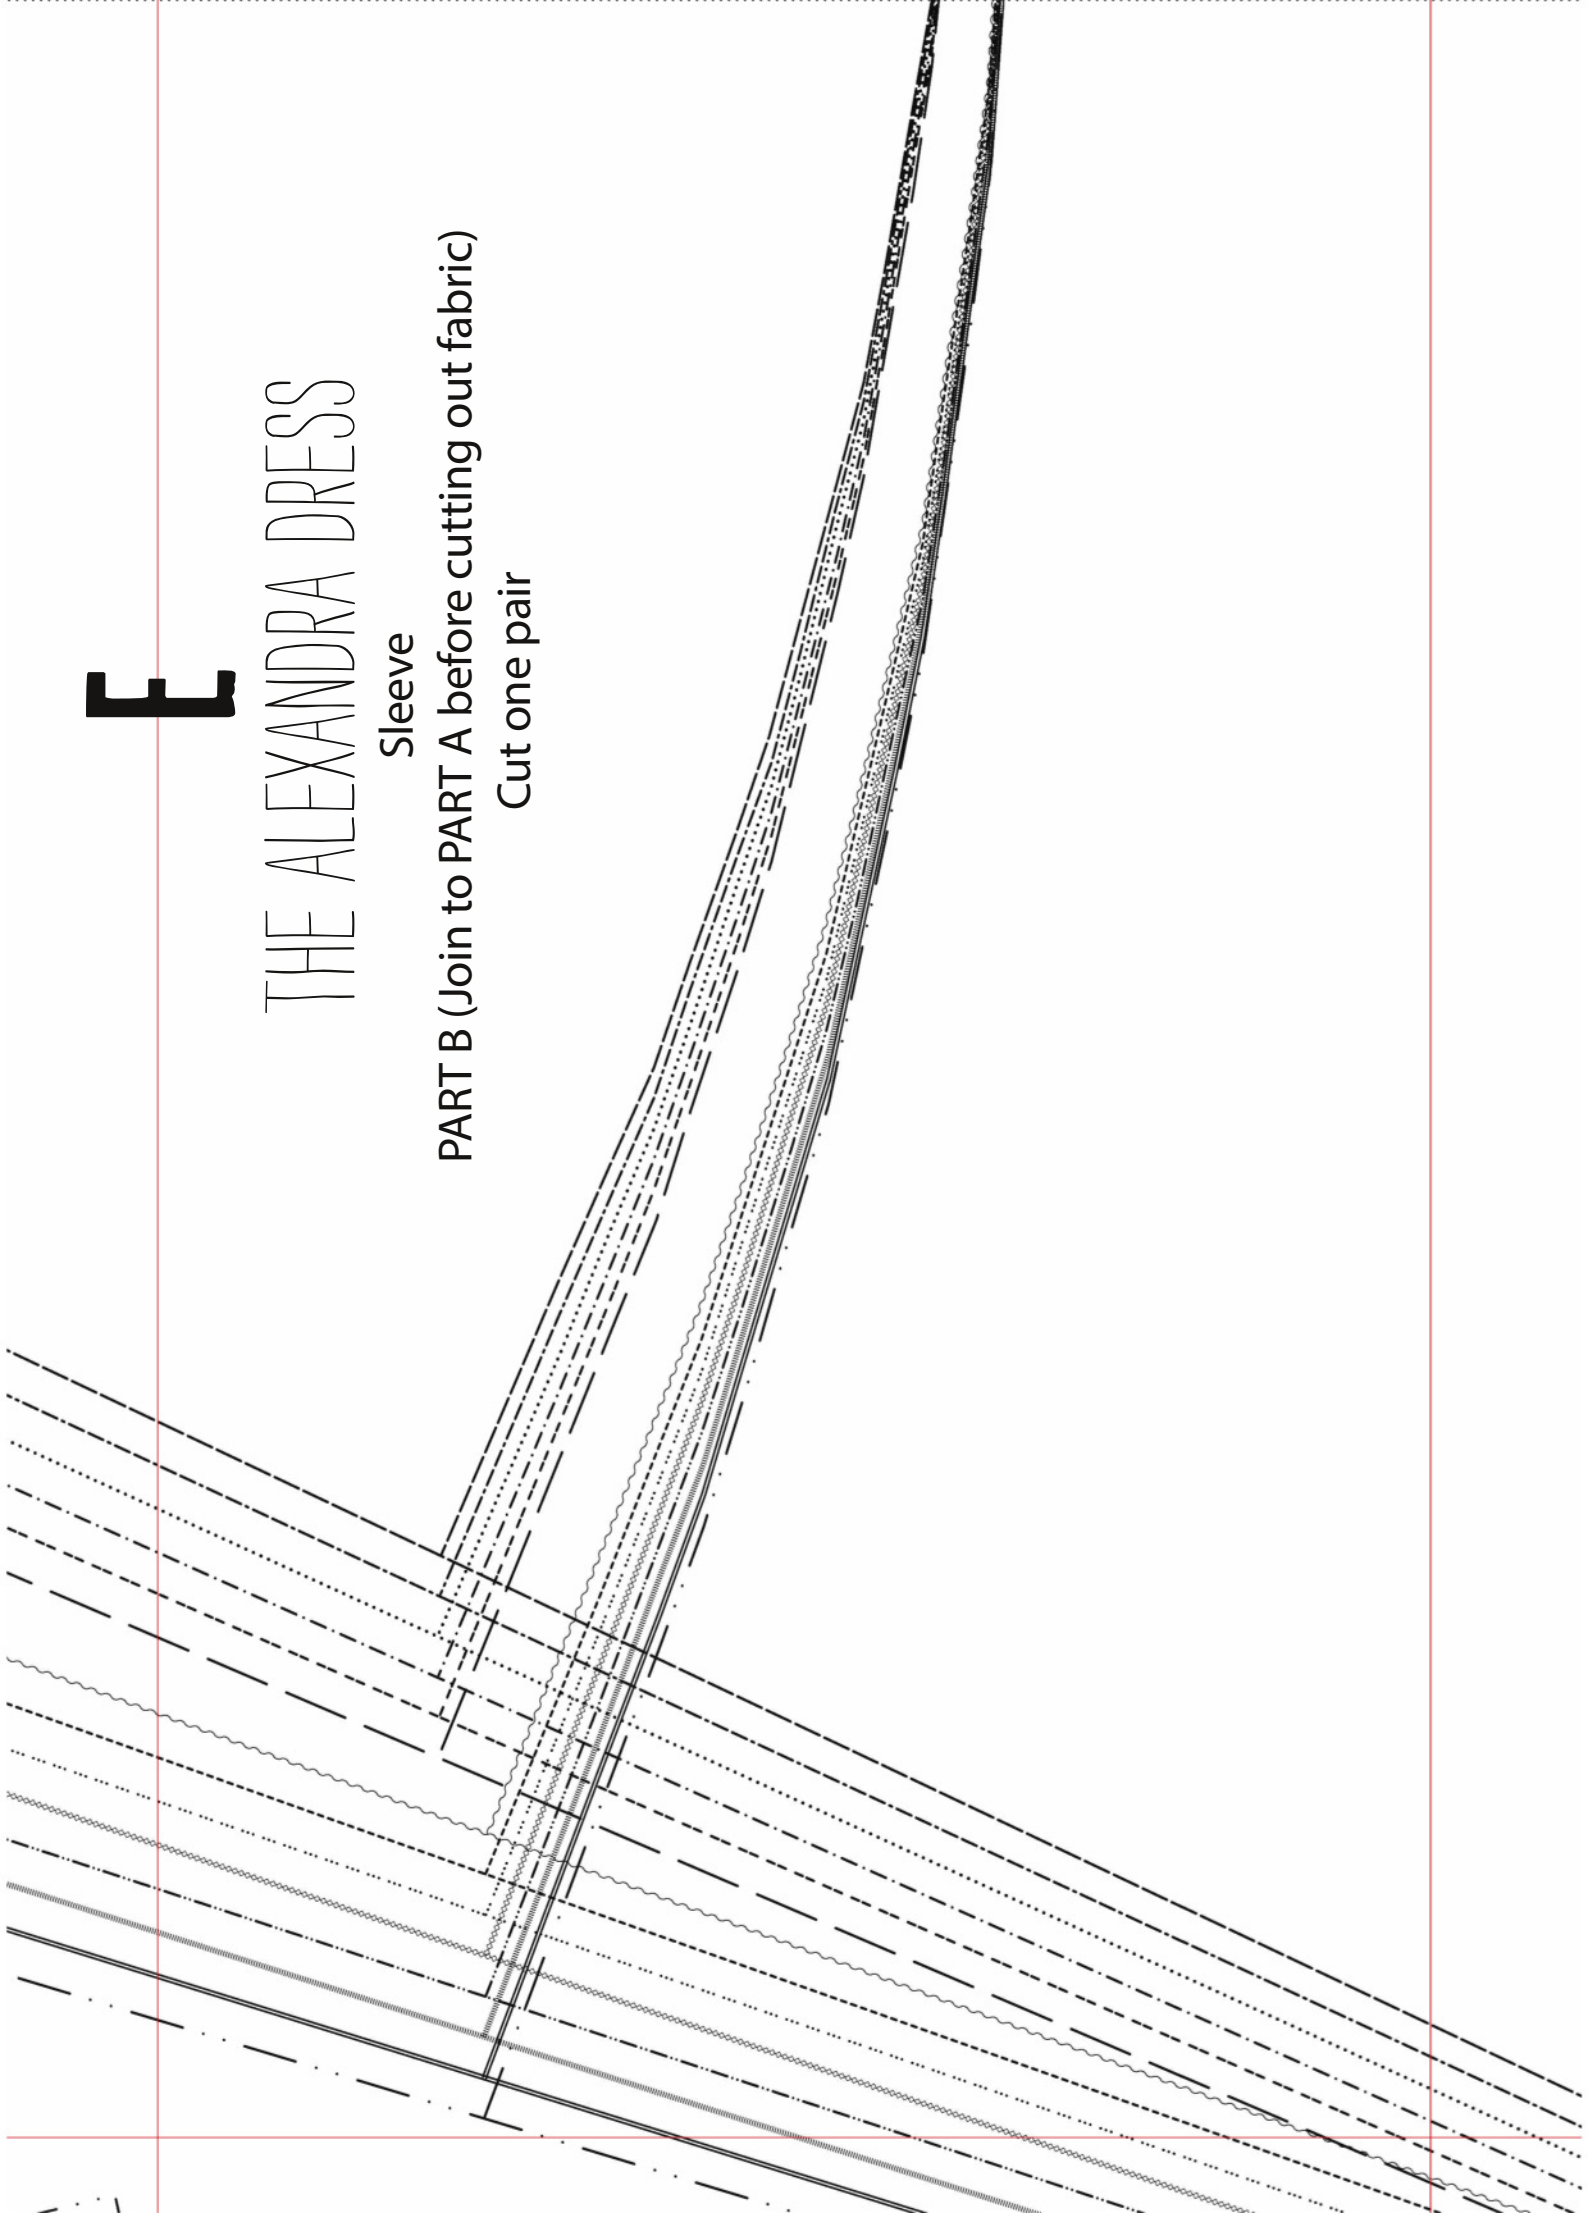 E
THE ALEXANDRA DRESS
Sleeve
PART B (Join to PART A before cutting out fabric)
Cut one pair